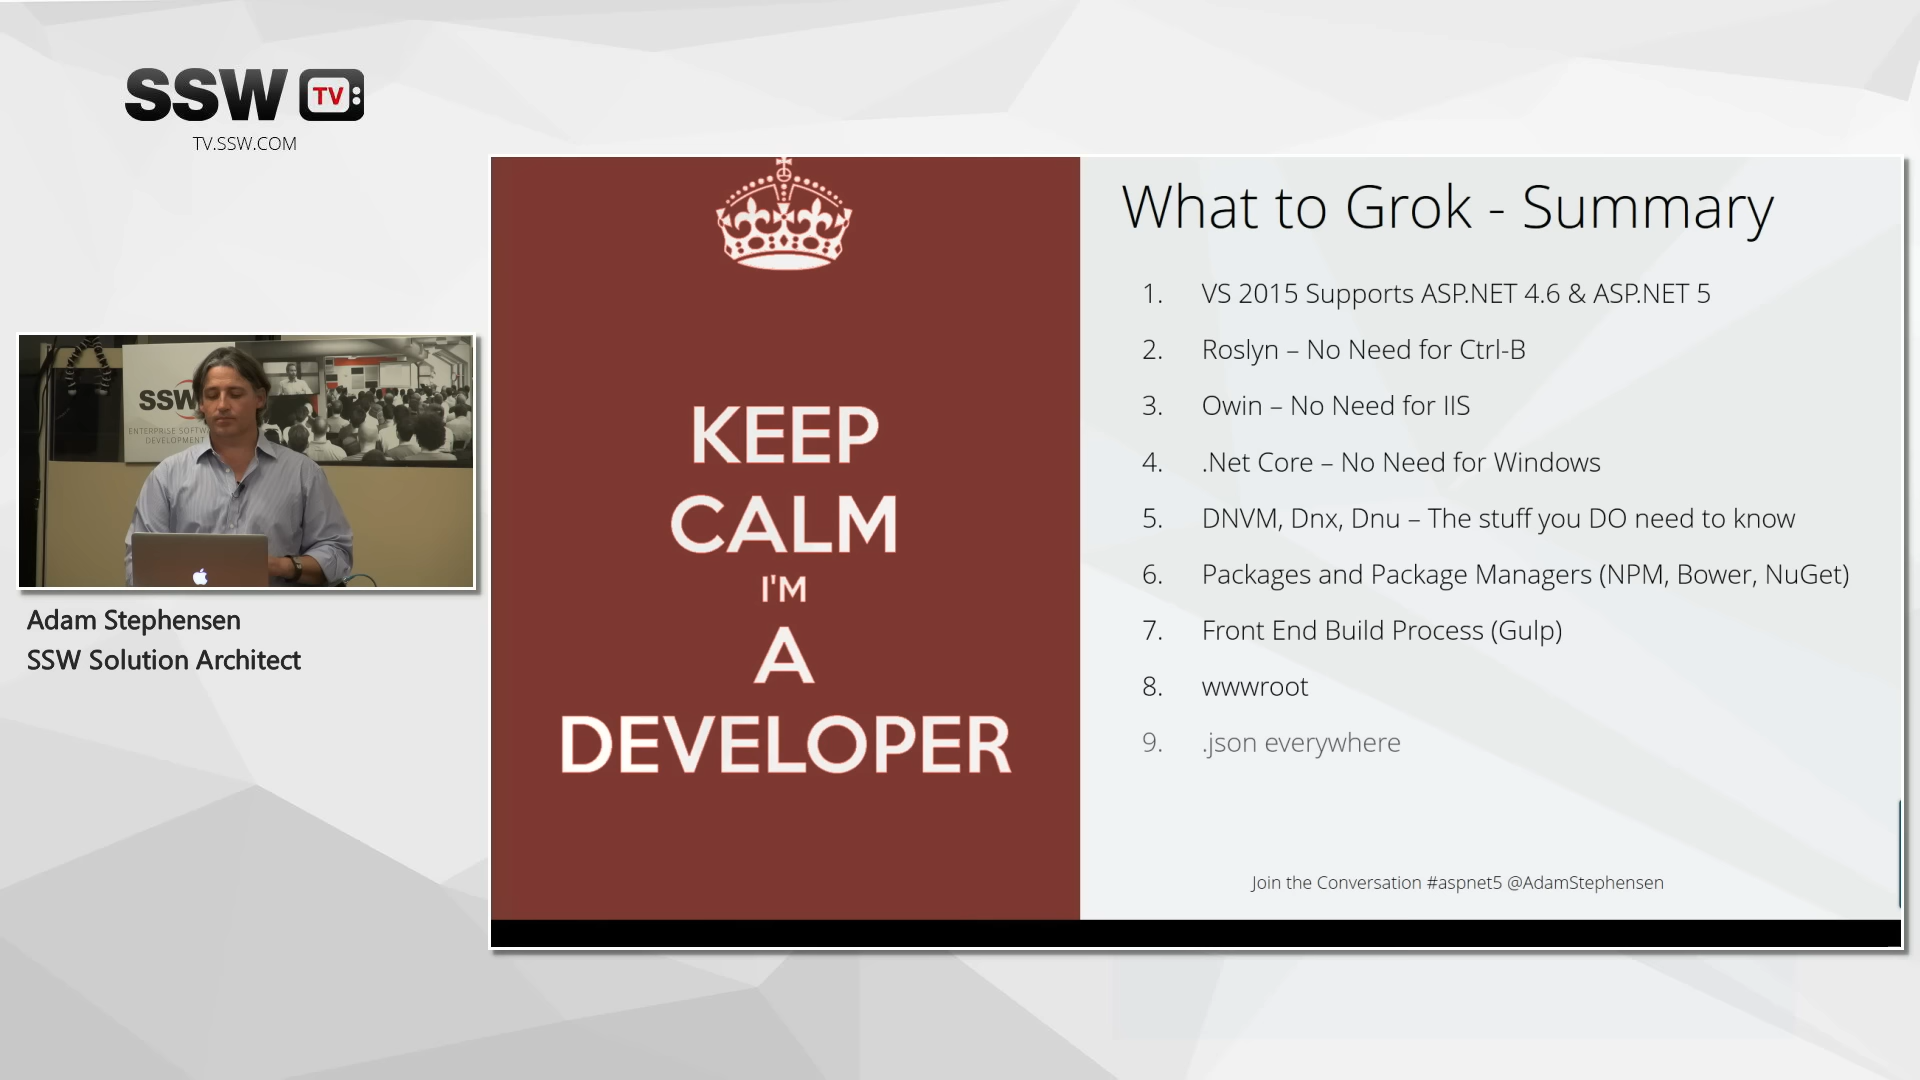 SSW TV:
TV.SSW.COM
SSW
ENTERPRISE SOFTW
DEVELOPMENT
Adam Stephensen
SSW Solution Architect
KEEP
CALM
I'M
A
DEVELOPER
What to Grok - Summary
1. VS 2015 Supports ASP.NET 4.6 & ASP.NET 5
2. Roslyn – No Need for Ctrl-B
3. Owin – No Need for IIS
4. .Net Core – No Need for Windows
5. DNVM, Dnx, Dnu – The stuff you DO need to know
6. Packages and Package Managers (NPM, Bower, NuGet)
7. Front End Build Process (Gulp)
8. wwwroot
9. .json everywhere
Join the Conversation #aspnet5 @AdamStephensen